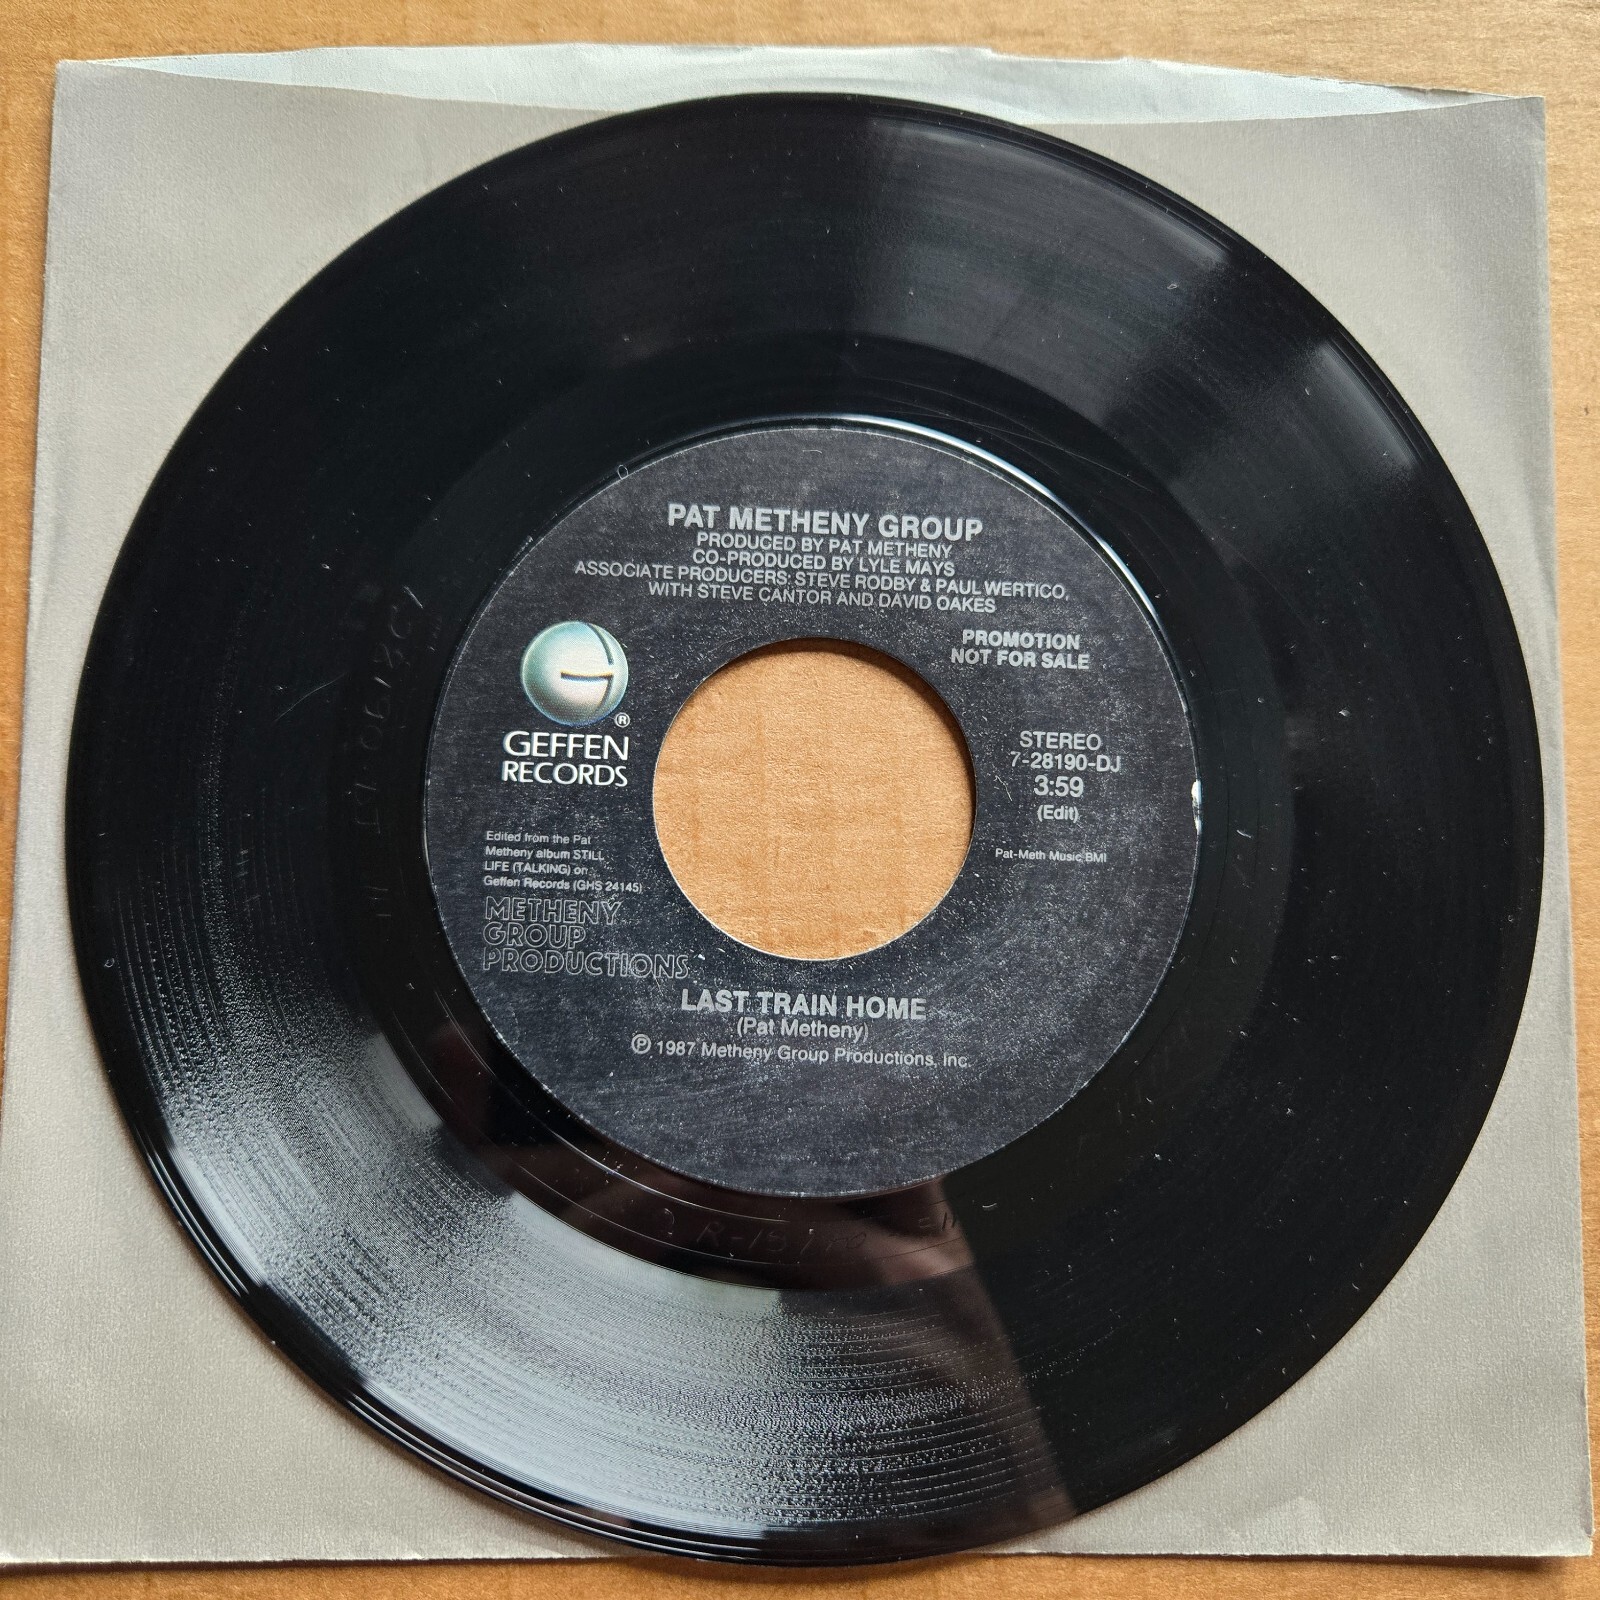 PAT METHENY GROUP
PRODUCED BY PAT METHENY
CO-PRODUCED BY LYLE MAYS
ASSOCIATE PRODUCERS: STEVE RODBY & PAUL WERTICO,
WITH STEVE CANTOR AND DAVID OAKES
PROMOTION
NOT FOR SALE
®
GEFFEN
RECORDS
STEREO
7-28190-DJ
3:59
(Edit)
Edited from the Pat
Metheny album STILL
LIFE (TALKING) on
Geffen Records (GHS 24145)
Pat-Meth Music BMI
METHENY
GROUP
PRODUCTIONS
LAST TRAIN HOME
(Pat Metheny)
℗ 1987 Metheny Group Productions, Inc.